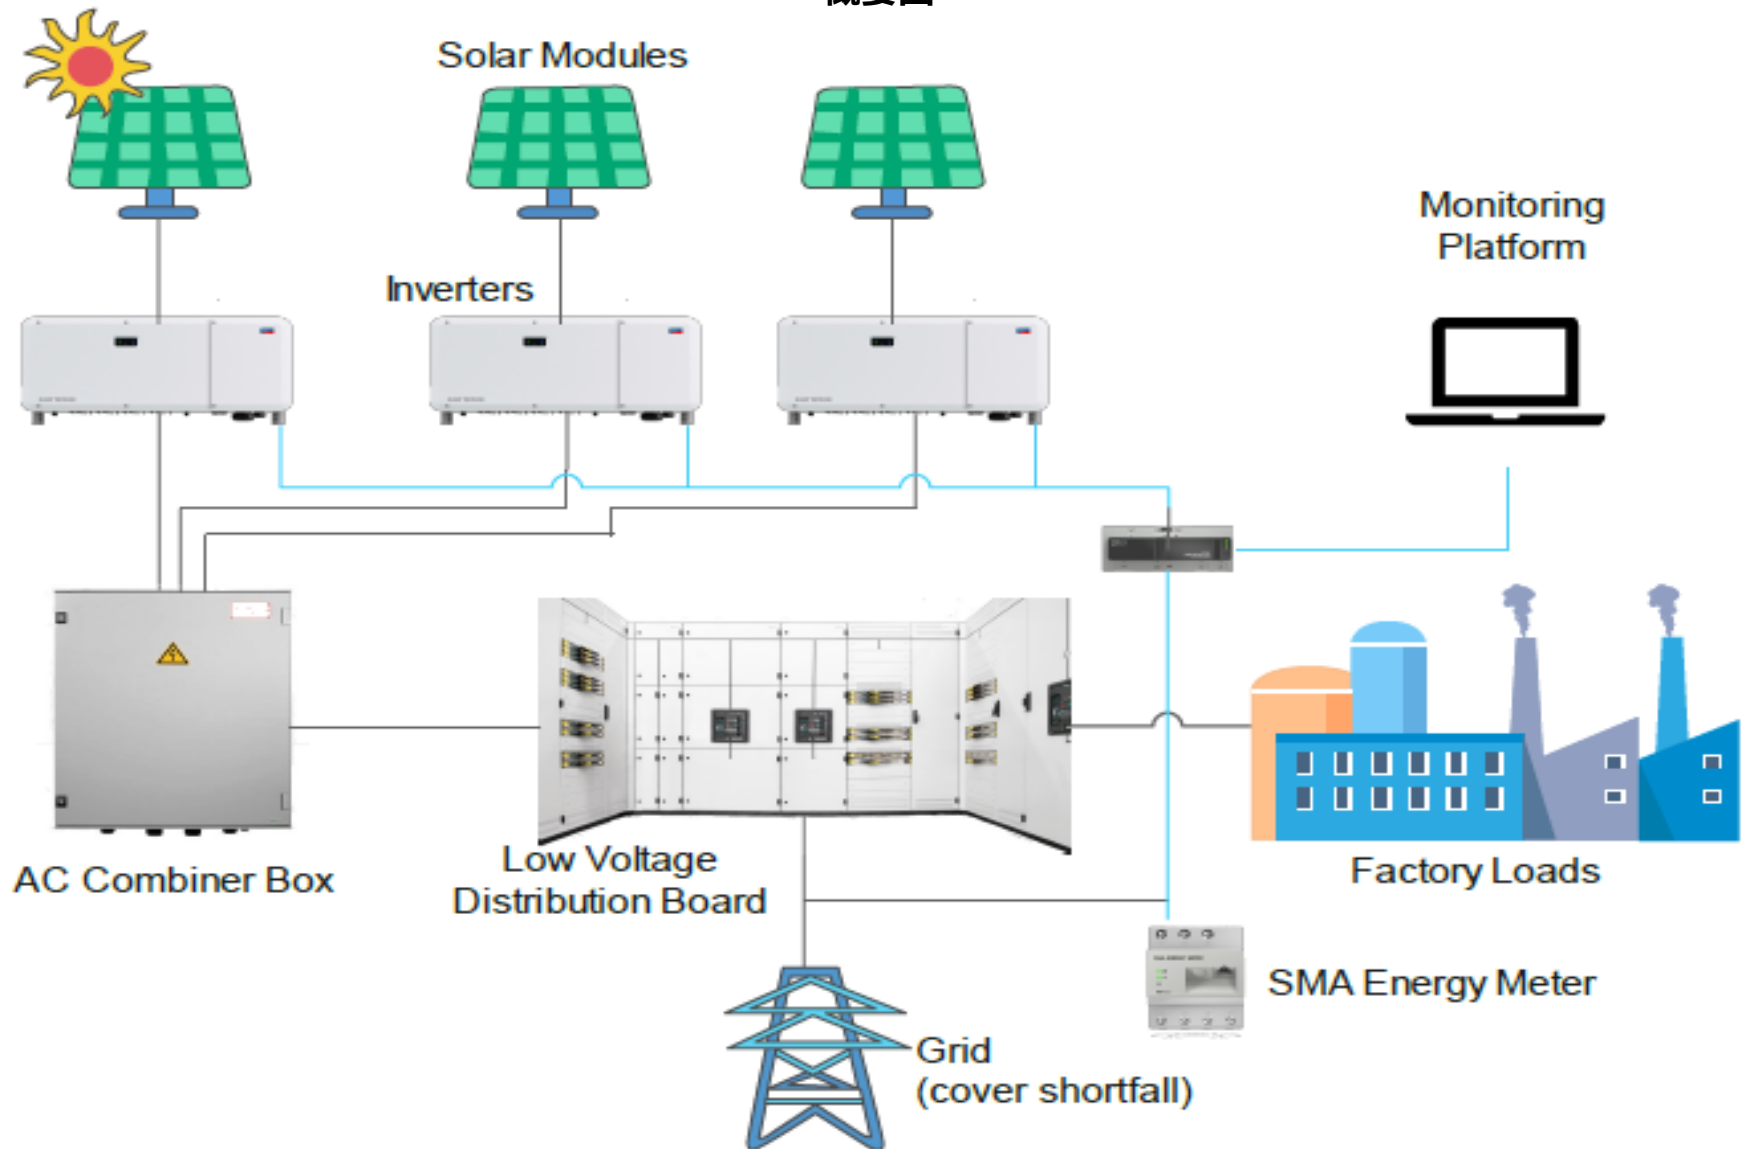 Solar Modules
Monitoring
Platform
Inverters
AC Combiner Box
Low Voltage
Distribution Board
Factory Loads
SMA Energy Meter
Grid
(cover shortfall)